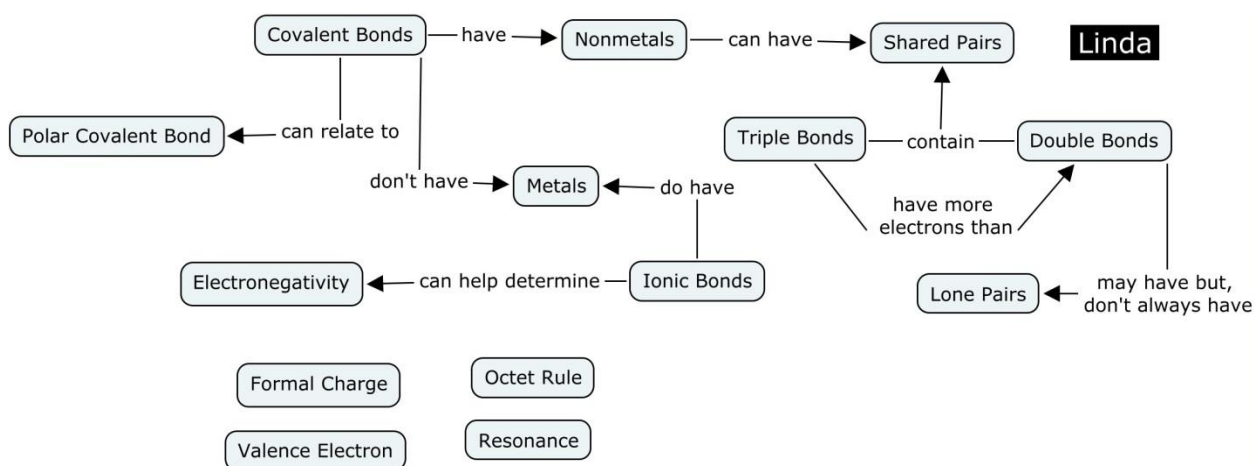 Covalent Bonds
have
Nonmetals
can have
Shared Pairs
Linda
Polar Covalent Bond
can relate to
Triple Bonds
contain
Double Bonds
don't have
Metals
do have
have more
electrons than
Electronegativity
can help determine
Ionic Bonds
Lone Pairs
may have but,
don't always have
Formal Charge
Octet Rule
Valence Electron
Resonance